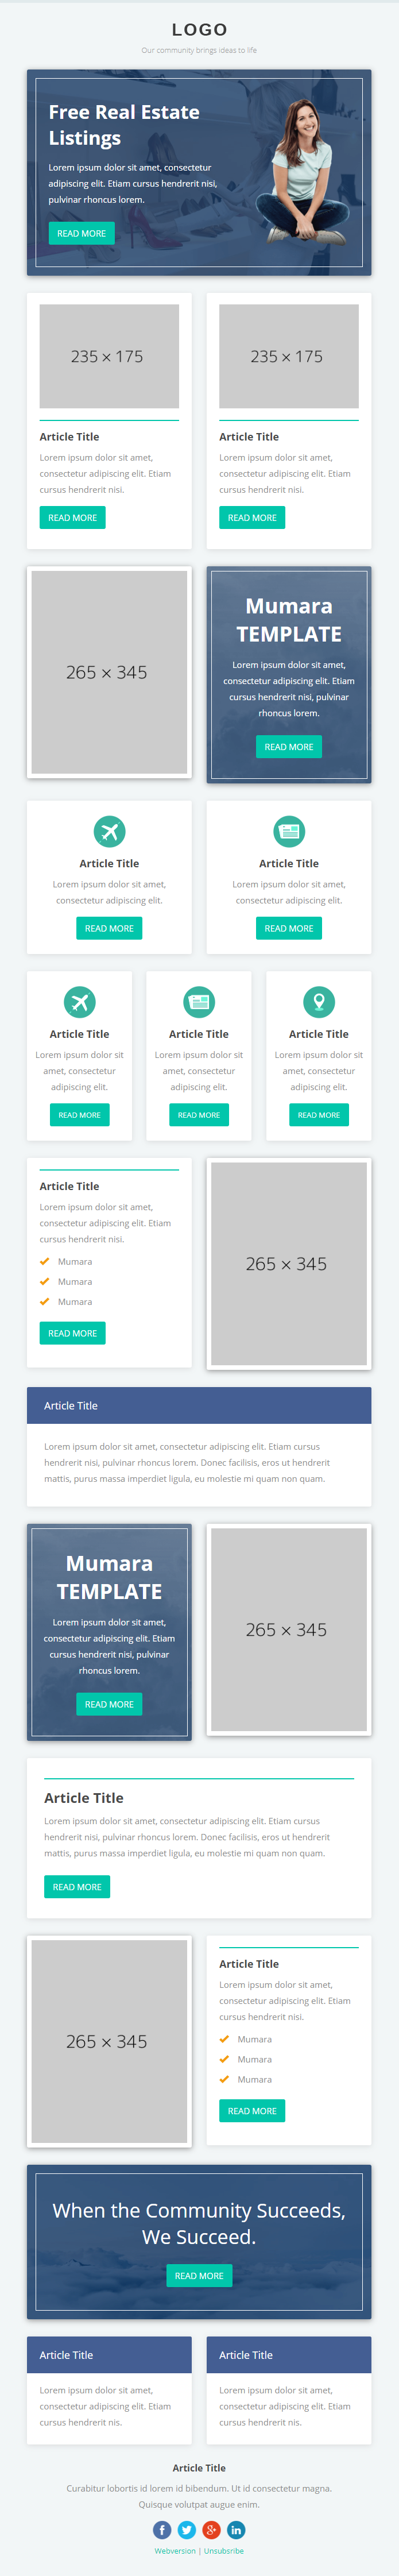 LOGO
Our community brings ideas to life
Free Real Estate
Listings
Lorem ipsum dolor sit amet, consectetur
adipiscing elit. Etiam cursus hendrerit nisi,
pulvinar rhoncus lorem.
READ MORE
235 × 175
Article Title
Lorem ipsum dolor sit amet,
consectetur adipiscing elit. Etiam
cursus hendrerit nisi.
READ MORE
235 × 175
Article Title
Lorem ipsum dolor sit amet,
consectetur adipiscing elit. Etiam
cursus hendrerit nisi.
READ MORE
265 × 345
Mumara
TEMPLATE
Lorem ipsum dolor sit amet,
consectetur adipiscing elit. Etiam
cursus hendrerit nisi, pulvinar
rhoncus lorem.
READ MORE
Article Title
Lorem ipsum dolor sit amet,
consectetur adipiscing elit.
READ MORE
Article Title
Lorem ipsum dolor sit amet,
consectetur adipiscing elit.
READ MORE
Article Title
Lorem ipsum dolor sit
amet, consectetur
adipiscing elit.
READ MORE
Article Title
Lorem ipsum dolor sit
amet, consectetur
adipiscing elit.
READ MORE
Article Title
Lorem ipsum dolor sit
amet, consectetur
adipiscing elit.
READ MORE
Article Title
Lorem ipsum dolor sit amet,
consectetur adipiscing elit. Etiam
cursus hendrerit nisi.
Mumara
Mumara
Mumara
READ MORE
265 × 345
Article Title
Lorem ipsum dolor sit amet, consectetur adipiscing elit. Etiam cursus
hendrerit nisi, pulvinar rhoncus lorem. Donec facilisis, eros ut hendrerit
mattis, purus massa imperdiet ligula, eu molestie mi quam non quam.
Mumara
TEMPLATE
Lorem ipsum dolor sit amet,
consectetur adipiscing elit. Etiam
cursus hendrerit nisi, pulvinar
rhoncus lorem.
READ MORE
265 × 345
Article Title
Lorem ipsum dolor sit amet, consectetur adipiscing elit. Etiam cursus
hendrerit nisi, pulvinar rhoncus lorem. Donec facilisis, eros ut hendrerit
mattis, purus massa imperdiet ligula, eu molestie mi quam non quam.
READ MORE
265 × 345
Article Title
Lorem ipsum dolor sit amet,
consectetur adipiscing elit. Etiam
cursus hendrerit nisi.
Mumara
Mumara
Mumara
READ MORE
When the Community Succeeds,
We Succeed.
READ MORE
Article Title
Lorem ipsum dolor sit amet,
consectetur adipiscing elit. Etiam
cursus hendrerit nis.
Article Title
Lorem ipsum dolor sit amet,
consectetur adipiscing elit. Etiam
cursus hendrerit nis.
Article Title
Curabitur lobortis id lorem id bibendum. Ut id consectetur magna.
Quisque volutpat augue enim.
Webversion | Unsubsribe